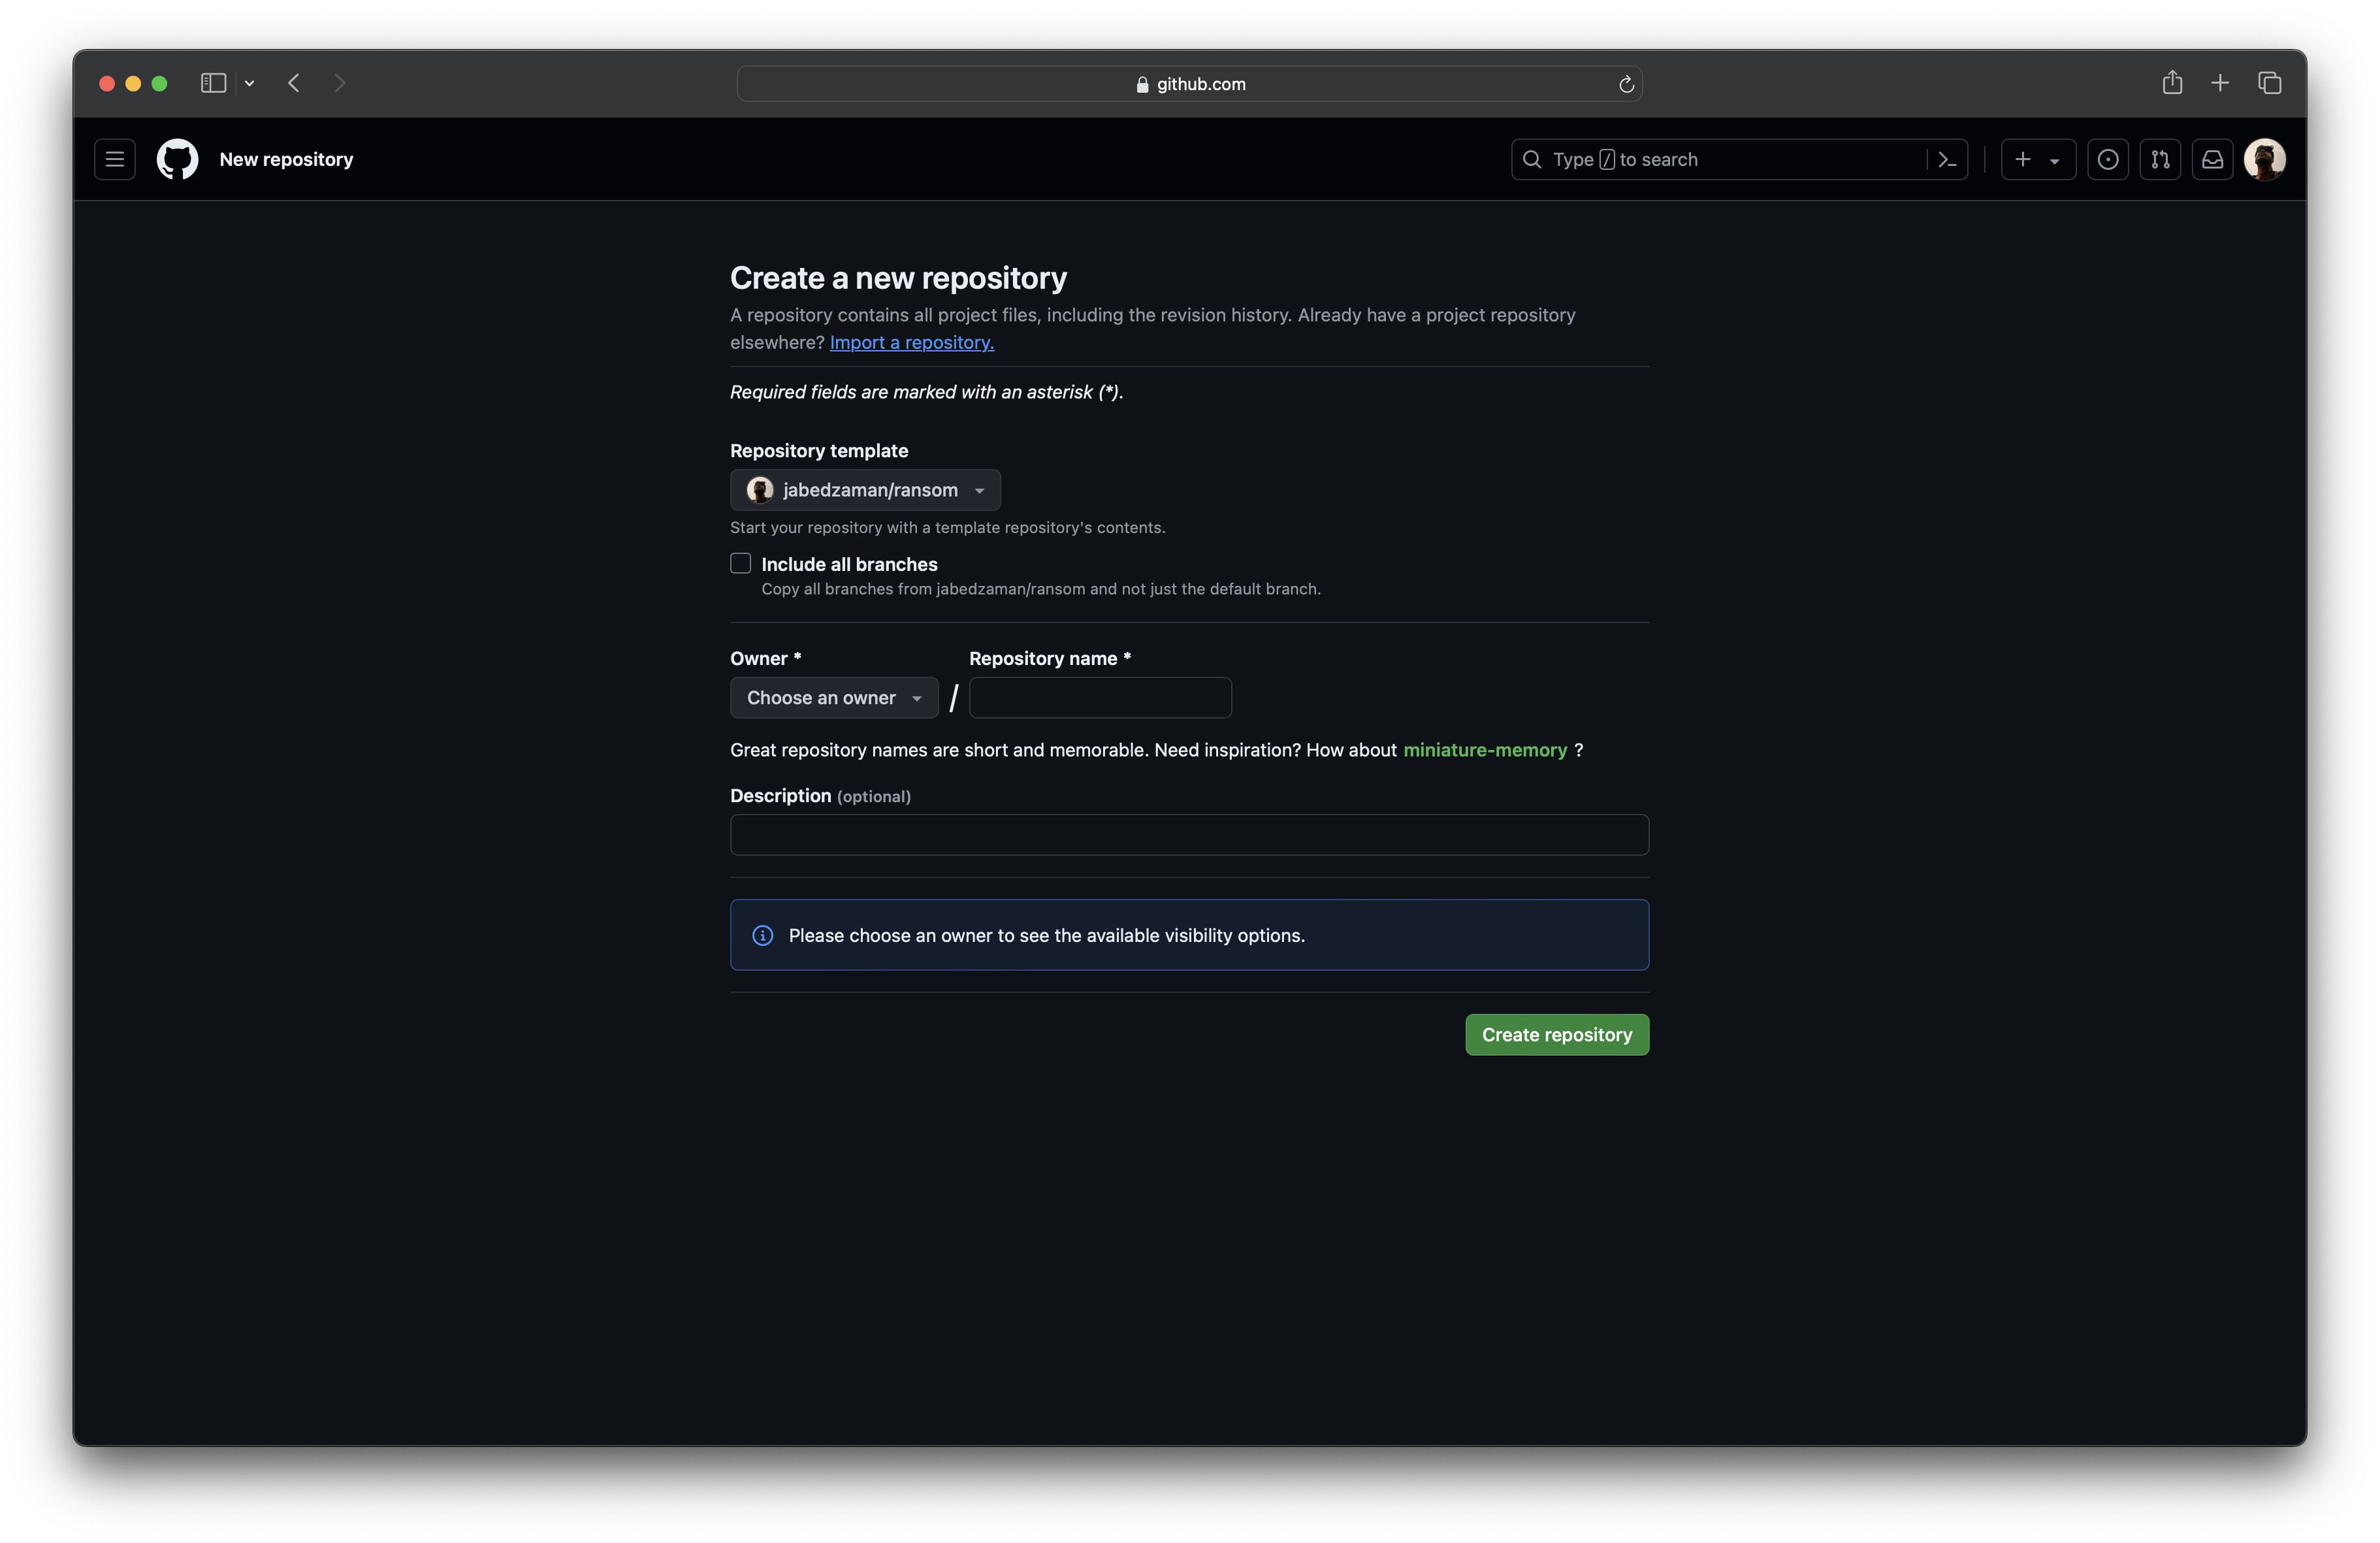 github.com
New repository
Type / to search
Create a new repository
A repository contains all project files, including the revision history. Already have a project repository
elsewhere? Import a repository.
Required fields are marked with an asterisk (*).
Repository template
jabedzaman/ransom
Start your repository with a template repository's contents.
Include all branches
Copy all branches from jabedzaman/ransom and not just the default branch.
Owner * Repository name *
Choose an owner /
Great repository names are short and memorable. Need inspiration? How about miniature-memory ?
Description (optional)
Please choose an owner to see the available visibility options.
Create repository